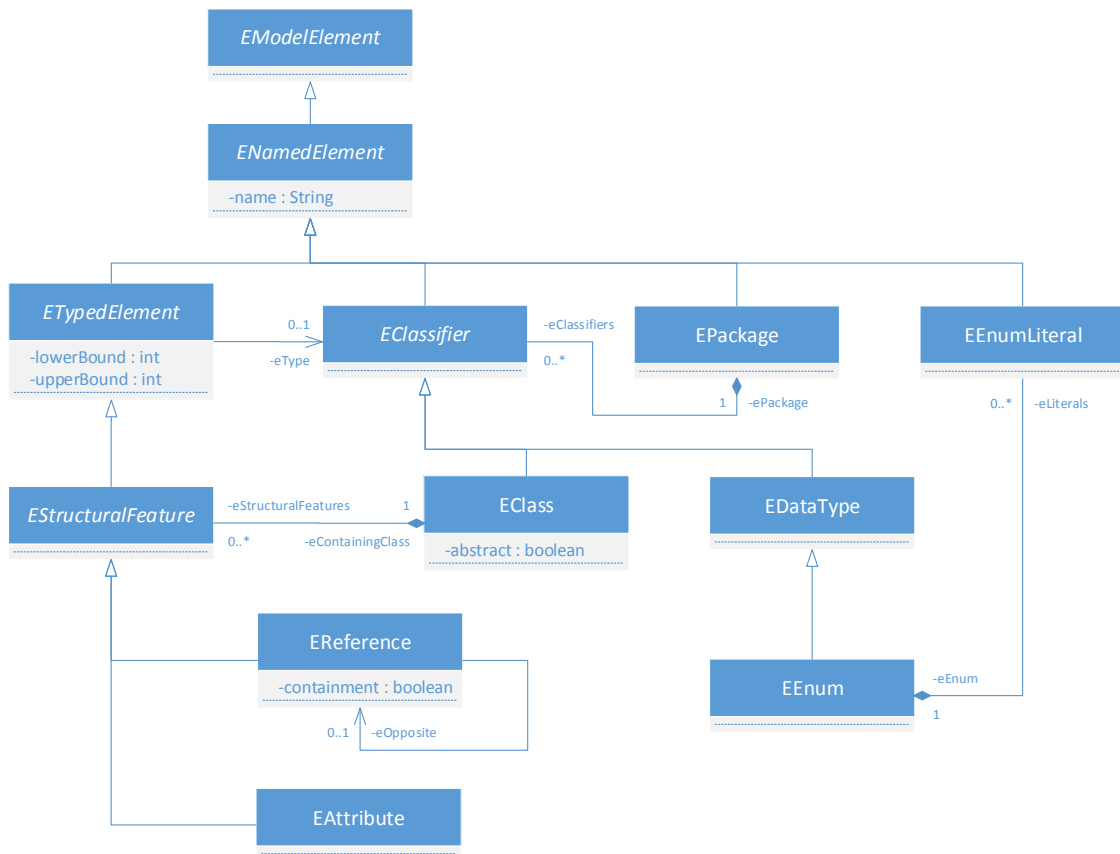 EModelElement
ENamedElement
-name : String
ETypedElement
-lowerBound : int
-upperBound : int
0..1
-eType
EClassifier
-eClassifiers
0..*
EPackage
1
-ePackage
EEnumLiteral
0..*
-eLiterals
EStructuralFeature
-eStructuralFeatures
0..*
1
-eContainingClass
EClass
-abstract : boolean
EDataType
EReference
-containment : boolean
0..1
-eOpposite
EEnum
-eEnum
1
EAttribute